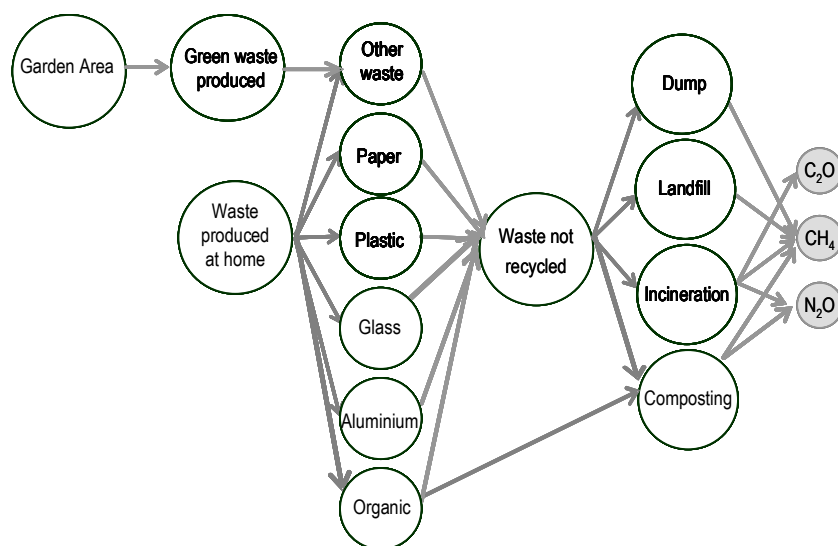 Garden Area
Green waste
produced
Other
waste
Paper
Waste
produced
at home
Plastic
Glass
Aluminium
Organic
Waste not
recycled
Dump
Landfill
Incineration
Composting
C₂O
CH₄
N₂O